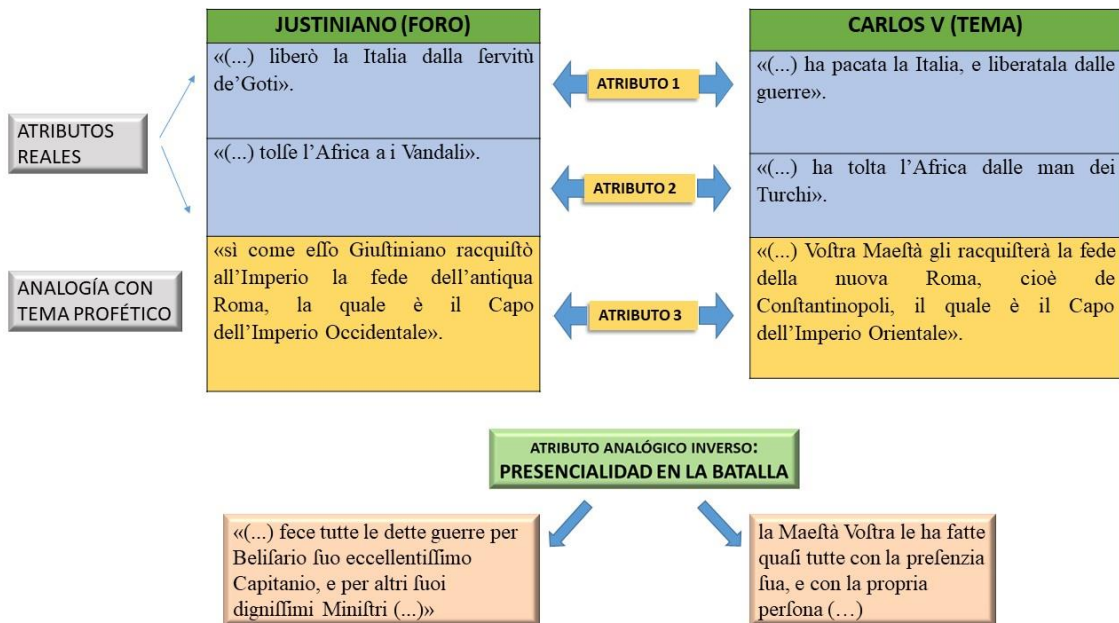 JUSTINIANO (FORO)
CARLOS V (TEMA)
ATRIBUTOS
REALES
«(...) liberò la Italia dalla ſervitù
de’Goti».
ATRIBUTO 1
«(...) ha pacata la Italia, e liberatala dalle
guerre».
«(...) tolſe l’Africa a i Vandali».
ATRIBUTO 2
«(...) ha tolta l’Africa dalle man dei
Turchi».
ANALOGÍA CON
TEMA PROFÉTICO
«sì come eſſo Giuſtiniano racquiſtò
all’Imperio la fede dell’antiqua
Roma, la quale è il Capo
dell’Imperio Occidentale».
ATRIBUTO 3
«(...) Voſtra Maeſtà gli racquiſterà la fede
della nuova Roma, cioè de
Conſtantinopoli, il quale è il Capo
dell’Imperio Orientale».
ATRIBUTO ANALÓGICO INVERSO:
PRESENCIALIDAD EN LA BATALLA
«(...) fece tutte le dette guerre per
Beliſario ſuo eccellentiſſimo
Capitanio, e per altri ſuoi
digniſſimi Miniſtri (...)»
la Maeſtà Voſtra le ha fatte
quaſi tutte con la preſenzia
ſua, e con la propria
perſona (…)